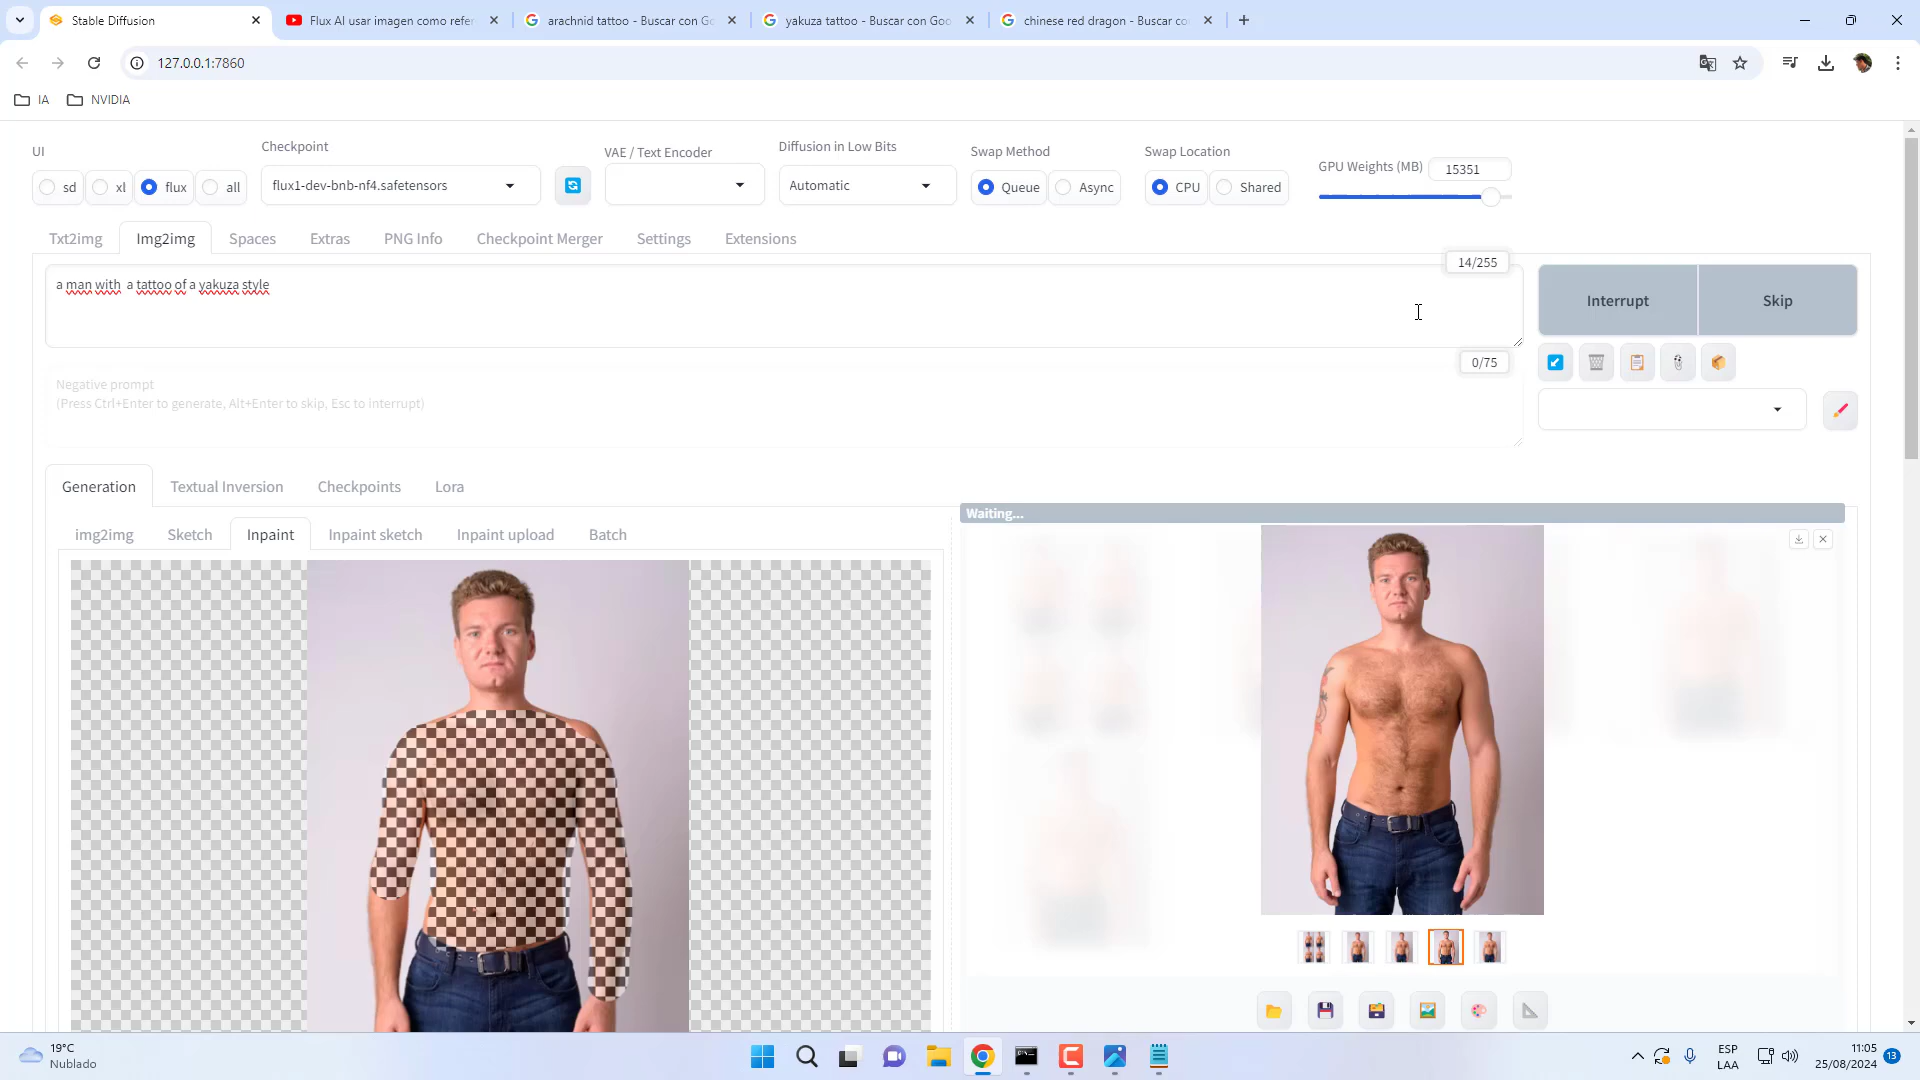 Stable Diffusion
Flux AI usar imagen como refer
arachnid tattoo - Buscar con Go
yakuza tattoo - Buscar con Goo
chinese red dragon - Buscar co
127.0.0.1:7860
IA
NVIDIA
UI
sd
xl
flux
all
Checkpoint
flux1-dev-bnb-nf4.safetensors
VAE / Text Encoder
Diffusion in Low Bits
Automatic
Swap Method
Queue
Async
Swap Location
CPU
Shared
GPU Weights (MB)
15351
Txt2img
Img2img
Spaces
Extras
PNG Info
Checkpoint Merger
Settings
Extensions
14/255
a man with  a tattoo of a yakuza style
Interrupt
Skip
0/75
Negative prompt
(Press Ctrl+Enter to generate, Alt+Enter to skip, Esc to interrupt)
Generation
Textual Inversion
Checkpoints
Lora
img2img
Sketch
Inpaint
Inpaint sketch
Inpaint upload
Batch
Waiting...
19°C
Nublado
ESP
LAA
11:05
25/08/2024
13